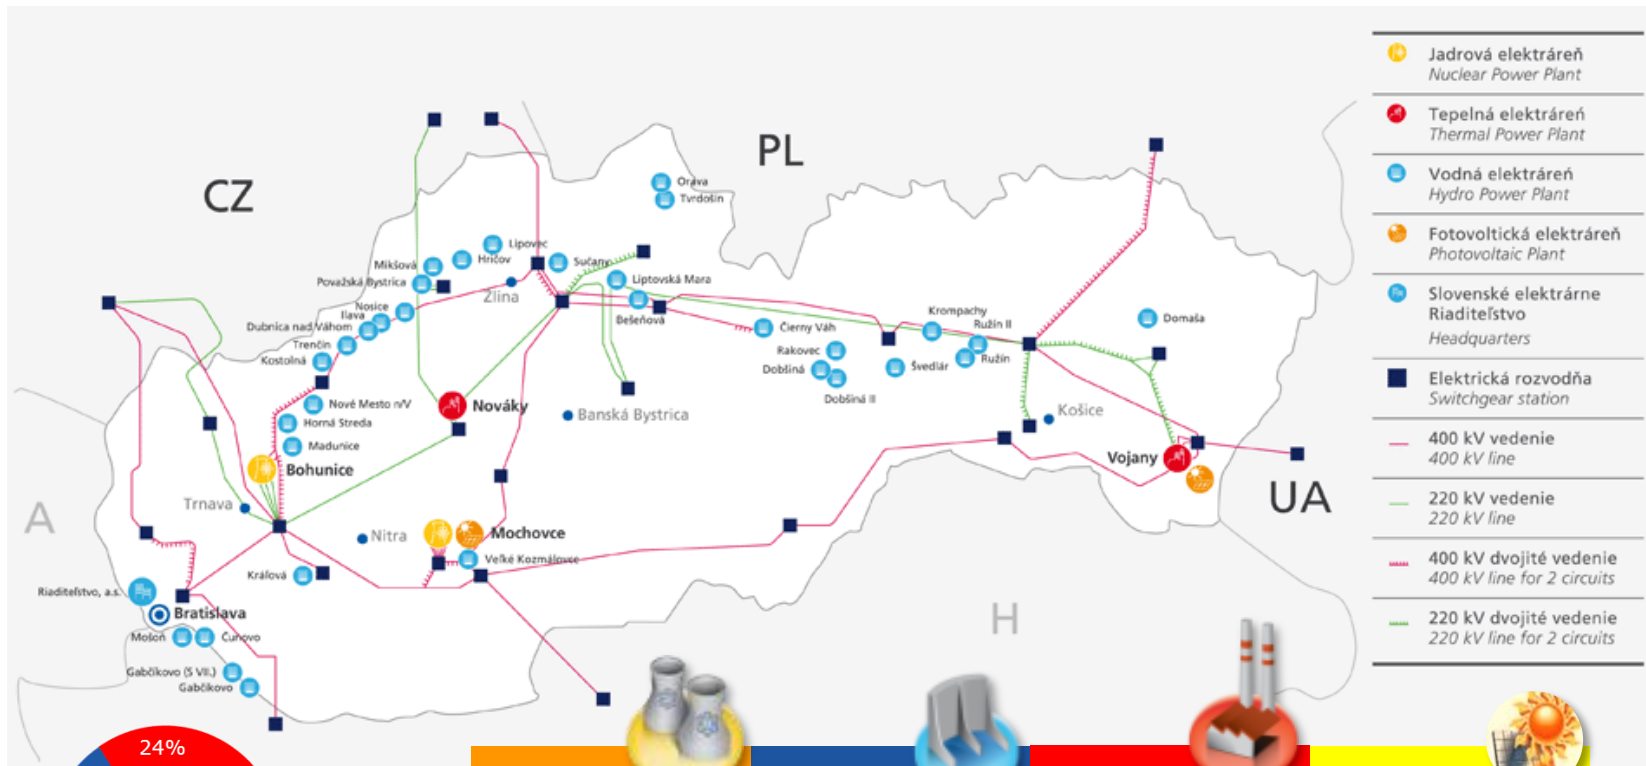 CZ
PL
Orava
Tvrdošín
Lipovec
Hričov
Mikšová
Sučany
Považská Bystrica
Liptovská Mara
Žilina
Nosice
Ilava
Dubnica nad Váhom
Bešeňová
Čierny Váh
Krompachy
Ružín II
Domaša
Trenčín
Kostolná
Rakovec
Ružín
Dobšiná
Švedlár
Dobšiná II
Nové Mesto n/V
Nováky
Banská Bystrica
Košice
Horná Streda
Madunice
Bohunice
Vojany
UA
A
Trnava
Nitra
Mochovce
Veľké Kozmálovce
Kráľová
Riaditeľstvo, a.s.
Bratislava
H
Mošoň
Čunovo
Gabčíkovo (S VII.)
Gabčíkovo
24%
Jadrová elektráreň
Nuclear Power Plant
Tepelná elektráreň
Thermal Power Plant
Vodná elektráreň
Hydro Power Plant
Fotovoltická elektráreň
Photovoltaic Plant
Slovenské elektrárne
Riaditeľstvo
Headquarters
Elektrická rozvodňa
Switchgear station
400 kV vedenie
400 kV line
220 kV vedenie
220 kV line
400 kV dvojité vedenie
400 kV line for 2 circuits
220 kV dvojité vedenie
220 kV line for 2 circuits